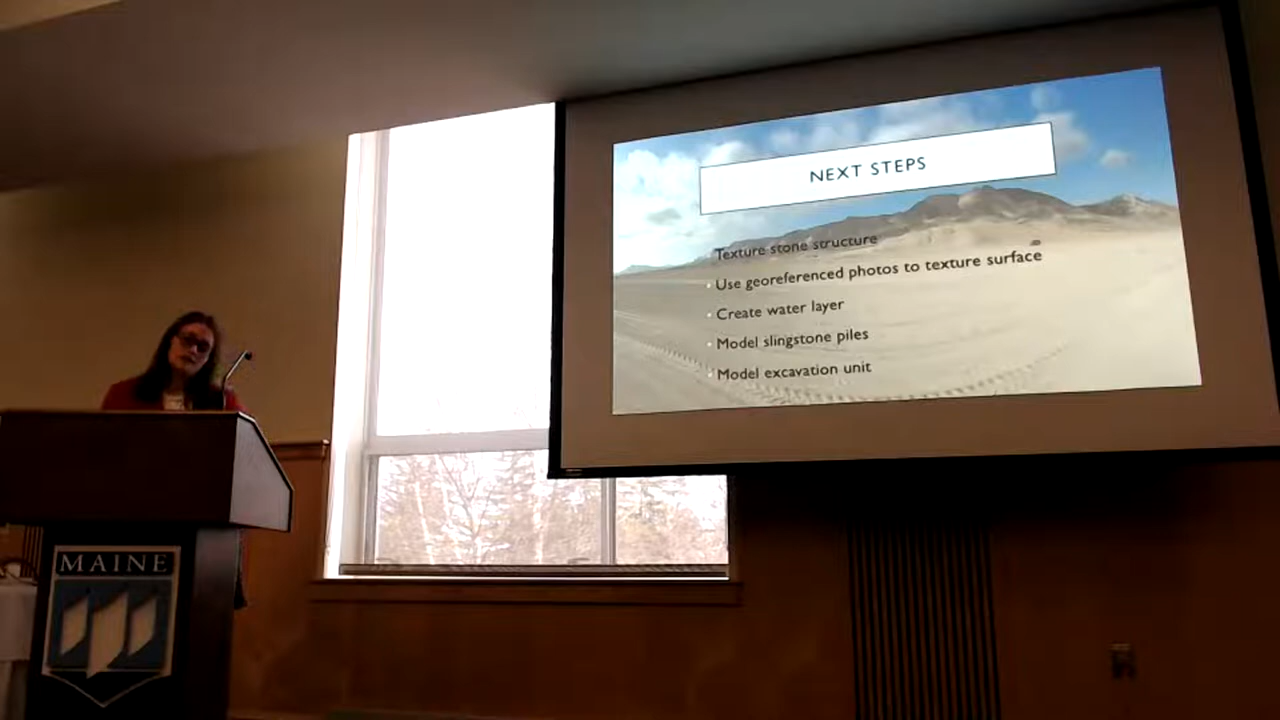 NEXT STEPS
Texture stone structure
Use georeferenced photos to texture surface
Create water layer
Model slingstone piles
Model excavation unit
MAINE